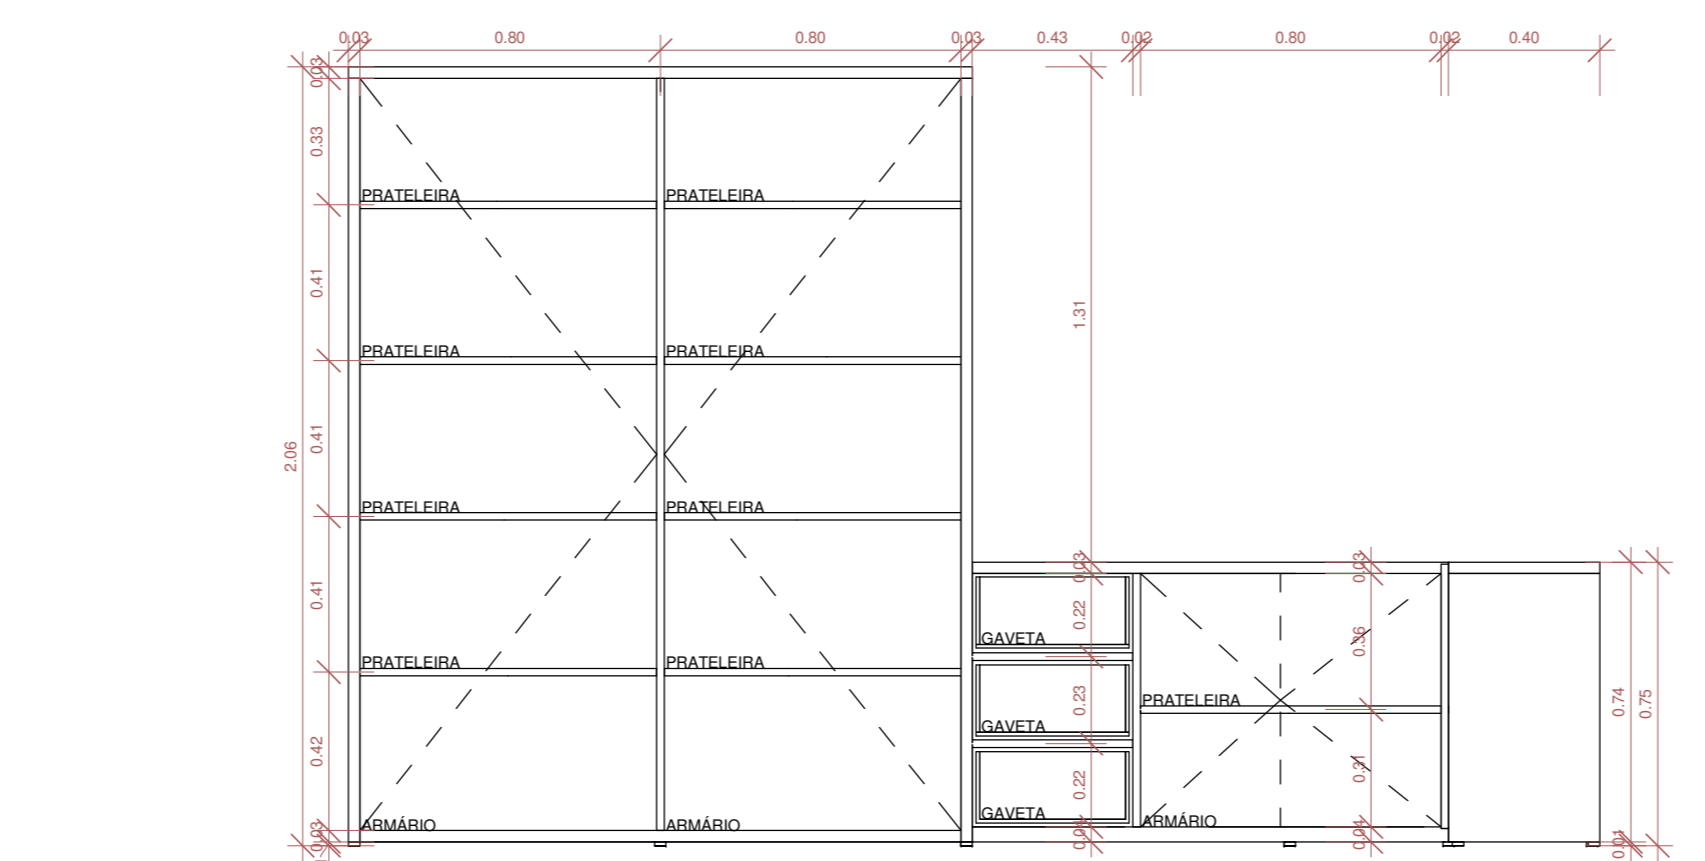 0.03 0.80 0.80 0.03 0.43 0.02 0.80 0.02 0.40
0.03
0.33
PRATELEIRA PRATELEIRA
0.41
1.31
PRATELEIRA PRATELEIRA
0.41
2.06
PRATELEIRA PRATELEIRA
0.03 0.03
0.41
0.22
GAVETA
0.36
PRATELEIRA PRATELEIRA
0.23
PRATELEIRA
0.74 0.75
GAVETA
0.42
0.31
0.22
GAVETA
ARMÁRIO ARMÁRIO
ARMÁRIO
0.03
0.04
0.01